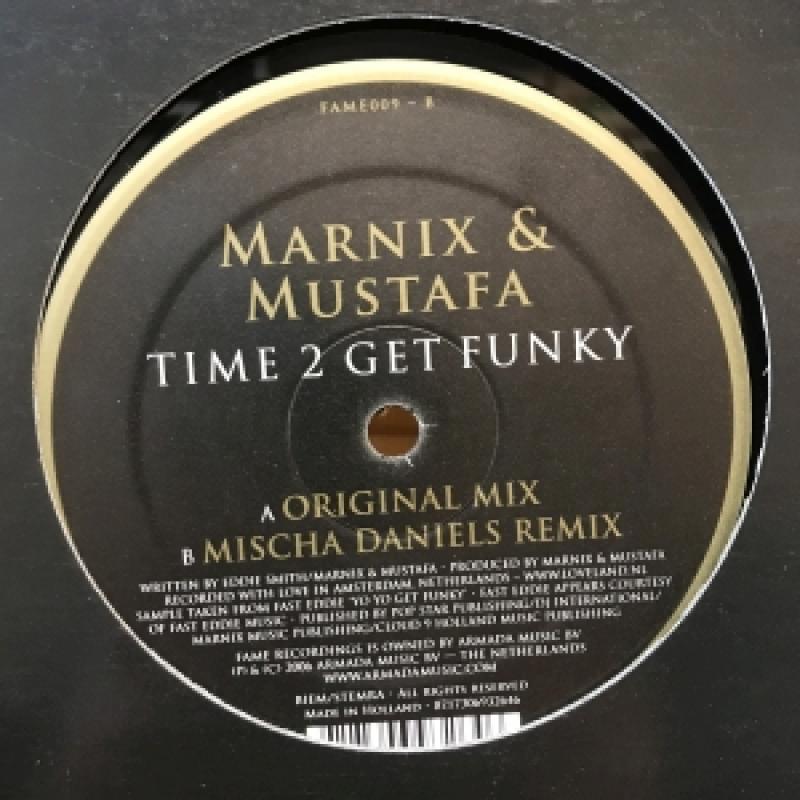 FAME009 - B
MARNIX &
MUSTAFA
TIME 2 GET FUNKY
A ORIGINAL MIX
B MISCHA DANIELS REMIX
WRITTEN BY EDDIE SMITH/MARNIX & MUSTAFA · PRODUCED BY MARNIX & MUSTAFA
RECORDED WITH LOVE IN AMSTERDAM, NETHERLANDS - WWW.LOVELAND.NL
SAMPLE TAKEN FROM FAST EDDIE 'YO YO GET FUNKY' · FAST EDDIE APPEARS COURTESY
OF FAST EDDIE MUSIC · PUBLISHED BY POP STAR PUBLISHING/DJ INTERNATIONAL/
MARNIX MUSIC PUBLISHING/CLOUD 9 HOLLAND MUSIC PUBLISHING
FAME RECORDINGS IS OWNED BY ARMADA MUSIC BV
(P) & (C) 2006 ARMADA MUSIC BV — THE NETHERLANDS
WWW.ARMADAMUSIC.COM
BIEM/STEMRA · ALL RIGHTS RESERVED
MADE IN HOLLAND ·